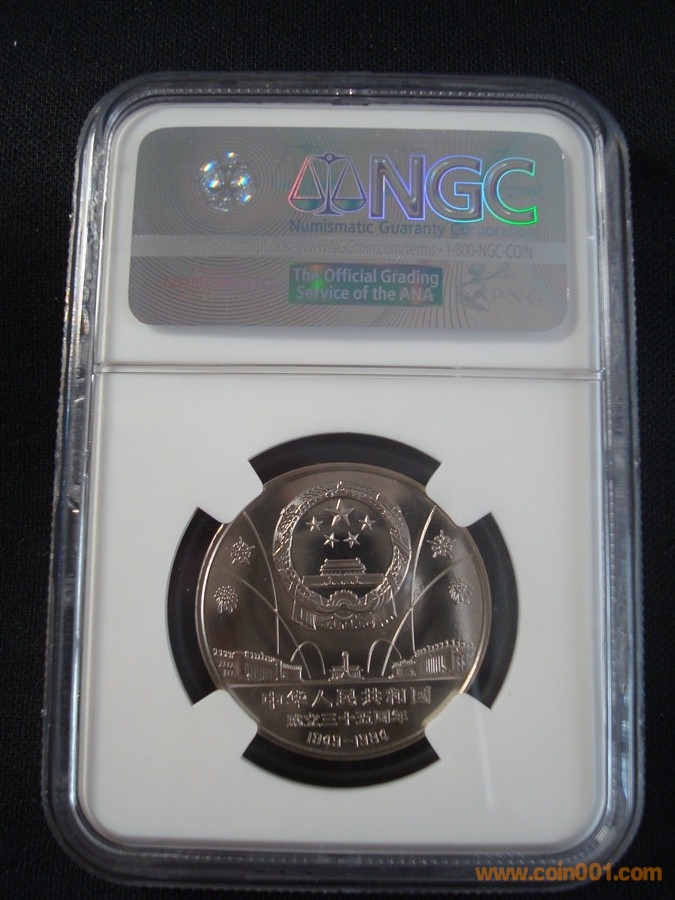 NGC
Numismatic Guaranty Corporation
www.NGCcoin.com/terms • 1-800-NGC-COIN
The Official Grading
Service of the ANA
PNG
中华人民共和国
成立三十五周年
1949-1984
www.coin001.com